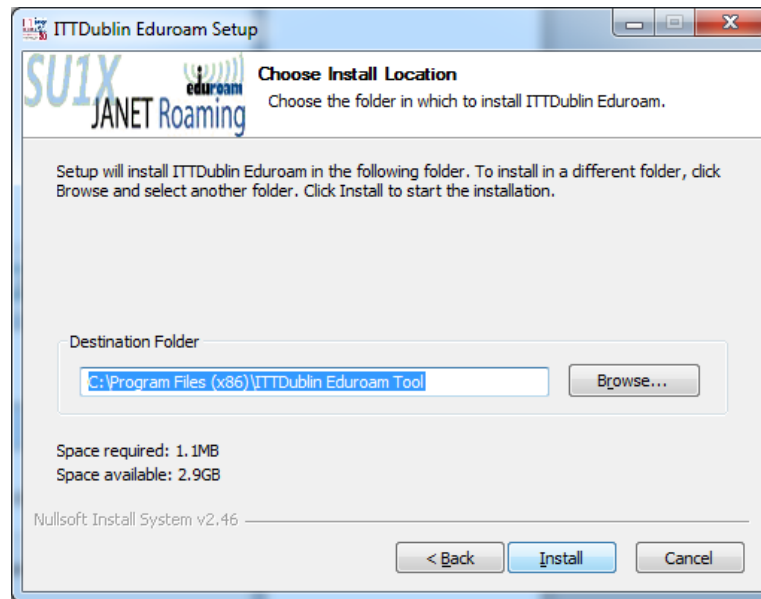 ITTDublin Eduroam Setup
SU1X
eduroam
JANET Roaming
Choose Install Location
Choose the folder in which to install ITTDublin Eduroam.
Setup will install ITTDublin Eduroam in the following folder. To install in a different folder, click
Browse and select another folder. Click Install to start the installation.
Destination Folder
C:\Program Files (x86)\ITTDublin Eduroam Tool
Browse...
Space required: 1.1MB
Space available: 2.9GB
Nullsoft Install System v2.46
< Back
Install
Cancel